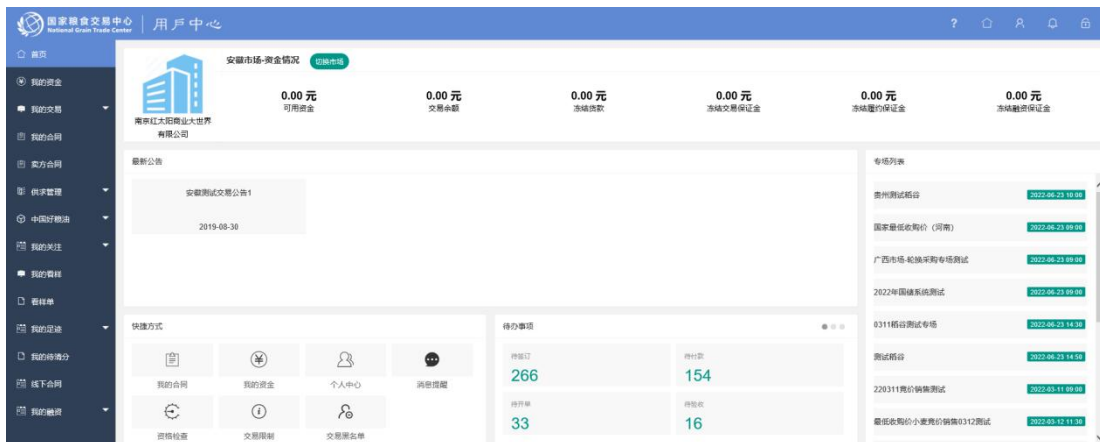 国家粮食交易中心
National Grain Trade Center
用戶中心
?
首页
我的资金
我的交易
我的合同
卖方合同
供求管理
中国好粮油
我的关注
我的看样
看样单
我的足迹
我的待清分
线下合同
我的融资
南京红太阳商业大世界
有限公司
安徽市场-资金情况
切换市场
0.00 元
可用资金
0.00 元
交易余额
0.00 元
冻结货款
0.00 元
冻结交易保证金
0.00 元
冻结履约保证金
0.00 元
冻结融资保证金
最新公告
安徽测试交易公告1
2019-08-30
专场列表
贵州测试稻谷 2022-06-23 10:00
国家最低收购价（河南） 2022-06-23 09:00
广西市场-轮换采购专场测试 2022-06-23 09:00
2022年国储系统测试 2022-06-23 09:00
0311稻谷测试专场 2022-06-23 14:30
测试稻谷 2022-06-23 14:50
220311竞价销售测试 2022-03-11 09:00
最低收购价小麦竞价销售0312测试 2022-03-12 11:30
快捷方式
我的合同
我的资金
个人中心
消息提醒
资格检查
交易限制
交易黑名单
待办事项
待签订
266
待付款
154
待开单
33
待验收
16